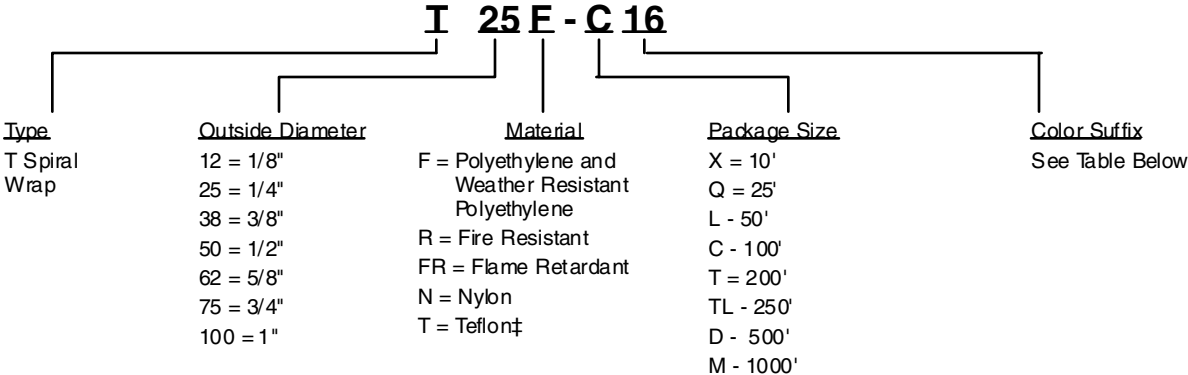 T 25 F - C 16
Type
T Spiral
Wrap
Outside Diameter
12 = 1/8"
25 = 1/4"
38 = 3/8"
50 = 1/2"
62 = 5/8"
75 = 3/4"
100 = 1"
Material
F = Polyethylene and
Weather Resistant
Polyethylene
R = Fire Resistant
FR = Flame Retardant
N = Nylon
T = Teflon‡
Package Size
X = 10'
Q = 25'
L - 50'
C - 100'
T = 200'
TL - 250'
D - 500'
M - 1000'
Color Suffix
See Table Below